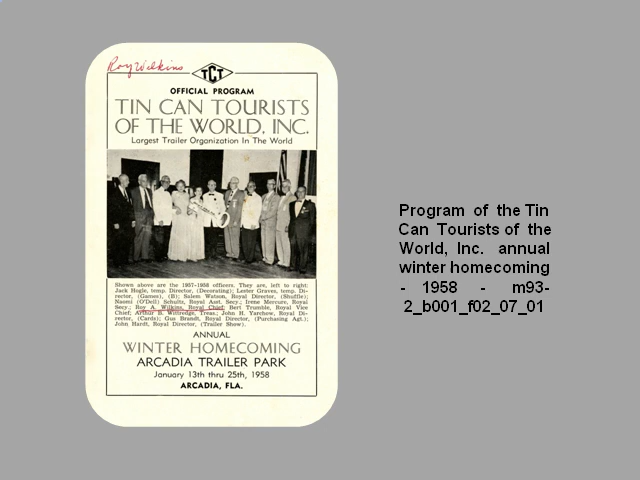 Roy Wilkins
TCT
OFFICIAL PROGRAM
TIN CAN TOURISTS
OF THE WORLD, INC.
Largest Trailer Organization In The World
Shown above are the 1957-1958 officers. They are, left to right:
Jack Hogle, temp. Director, (Decorating); Lester Graves, temp. Di-
rector, (Games), (B); Salem Watson, Royal Director, (Shuffle);
Naomi (O'Dell) Schultz, Royal Asst. Secy.; Irene Mercure, Royal
Secy.; Roy A. Wilkins, Royal Chief; Bert Trumble, Royal Vice
Chief; Arthur B. Wittredge, Treas.; John H. Yarchow, Royal Di-
rector, (Cards); Gus Brandt, Royal Director, (Purchasing Agt.);
John Hardt, Royal Director, (Trailer Show).
ANNUAL
WINTER HOMECOMING
ARCADIA TRAILER PARK
January 13th thru 25th, 1958
ARCADIA, FLA.
Program of the Tin
Can Tourists of the
World, Inc. annual
winter homecoming
- 1958 - m93-
2_b001_f02_07_01